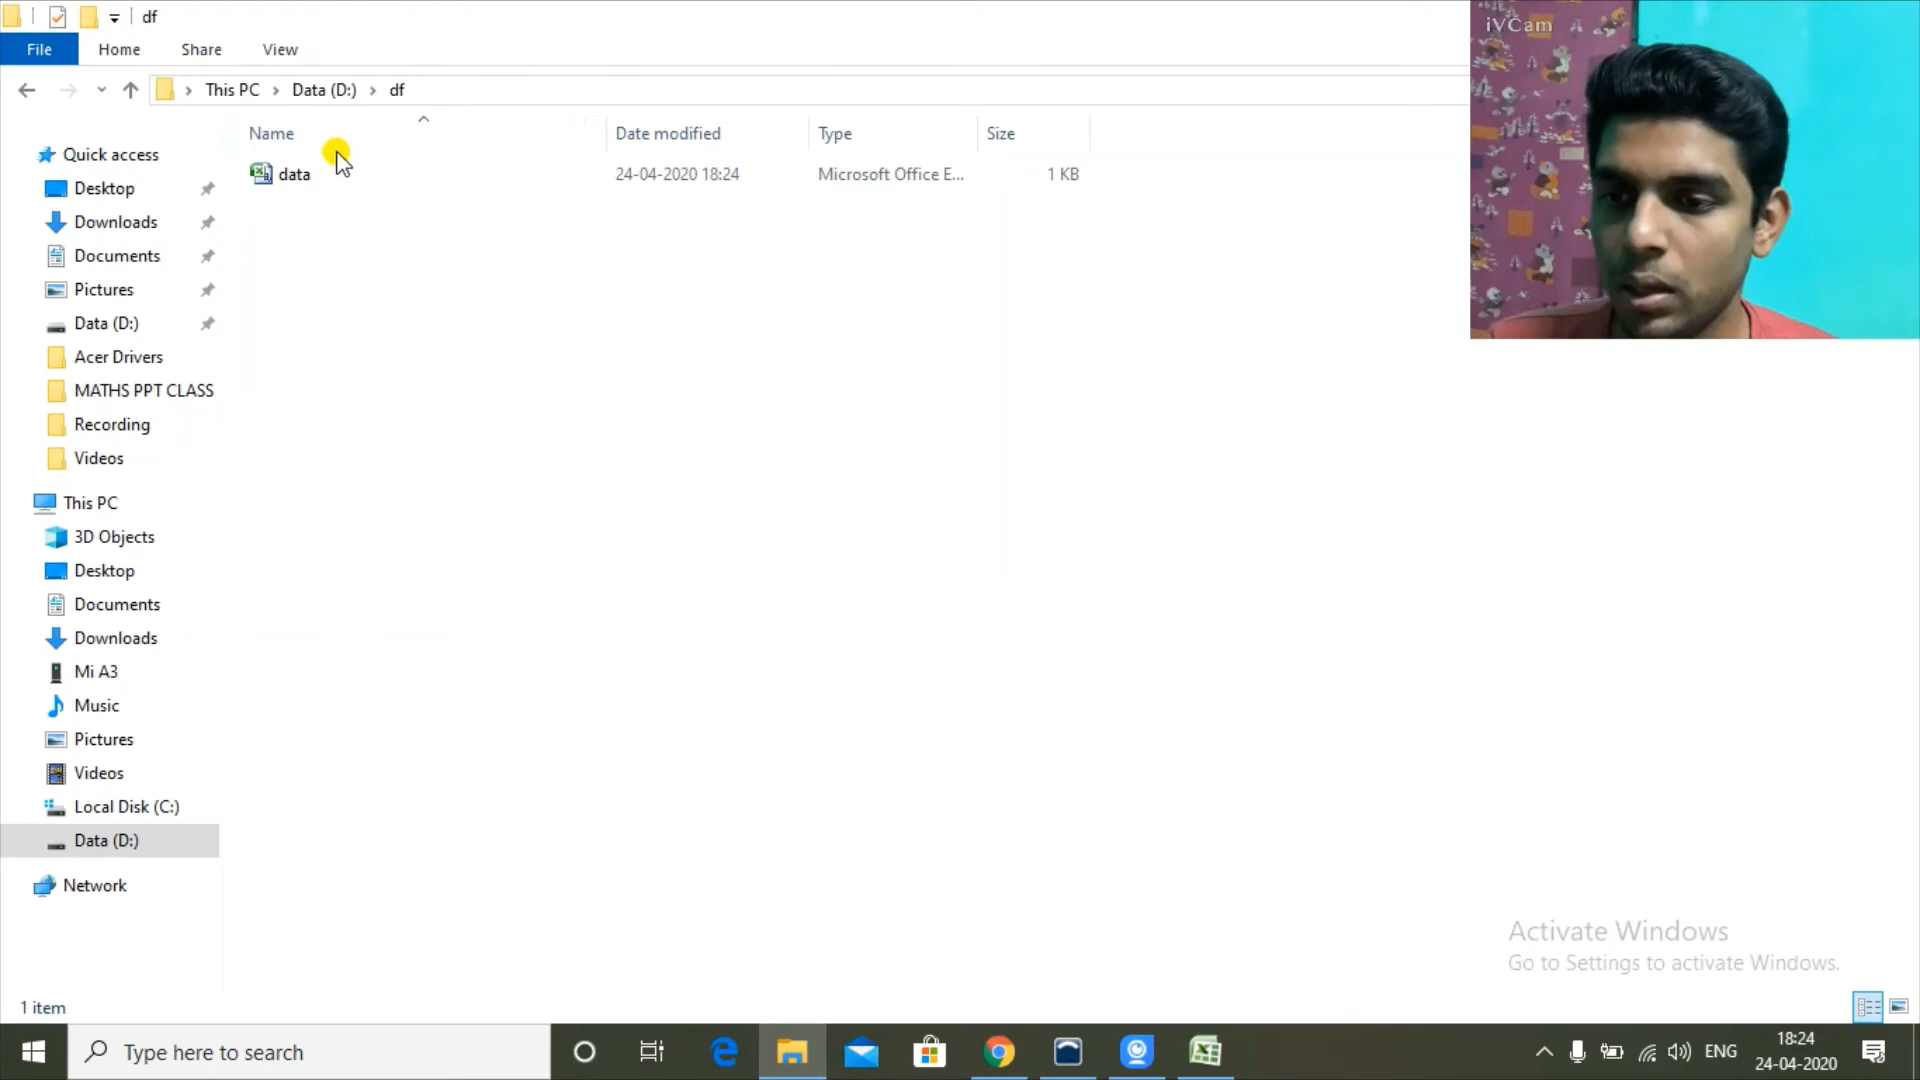 df
iVCam
File Home Share View
This PC Data (D:) df
Name Date modified Type Size
data 24-04-2020 18:24 Microsoft Office E... 1 KB
Quick access
Desktop
Downloads
Documents
Pictures
Data (D:)
Acer Drivers
MATHS PPT CLASS
Recording
Videos
This PC
3D Objects
Desktop
Documents
Downloads
Mi A3
Music
Pictures
Videos
Local Disk (C:)
Data (D:)
Network
Activate Windows
Go to Settings to activate Windows.
1 item
Type here to search
ENG
18:24
24-04-2020